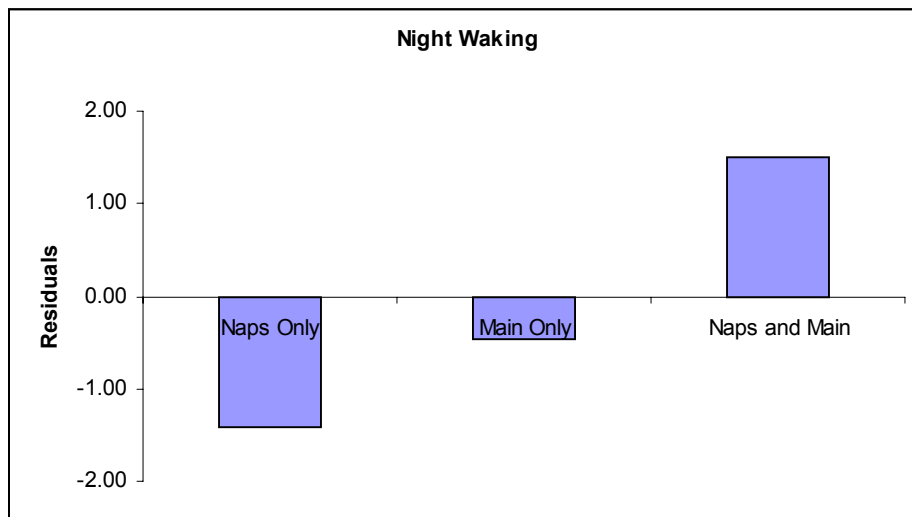 Night Waking
2.00
1.00
0.00
-1.00
-2.00
Residuals
Naps Only
Main Only
Naps and Main